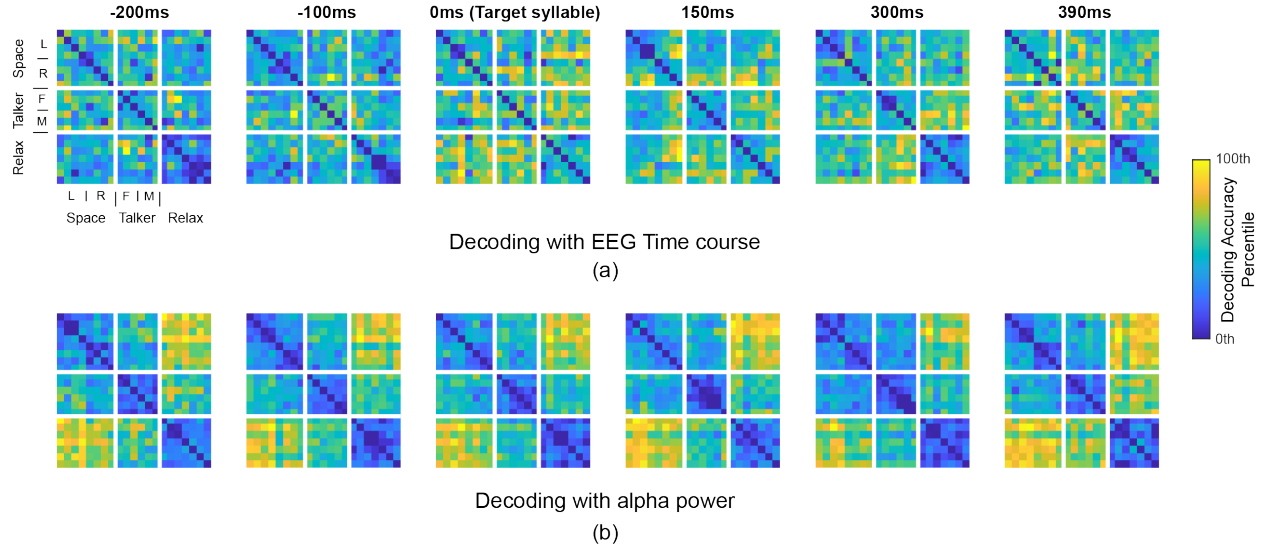 -200ms -100ms 0ms (Target syllable) 150ms 300ms 390ms
Space L | R
Talker F | M
Relax
L | R | F | M |
Space Talker Relax
Decoding with EEG Time course
(a)
100th
Decoding Accuracy
Percentile
0th
Decoding with alpha power
(b)